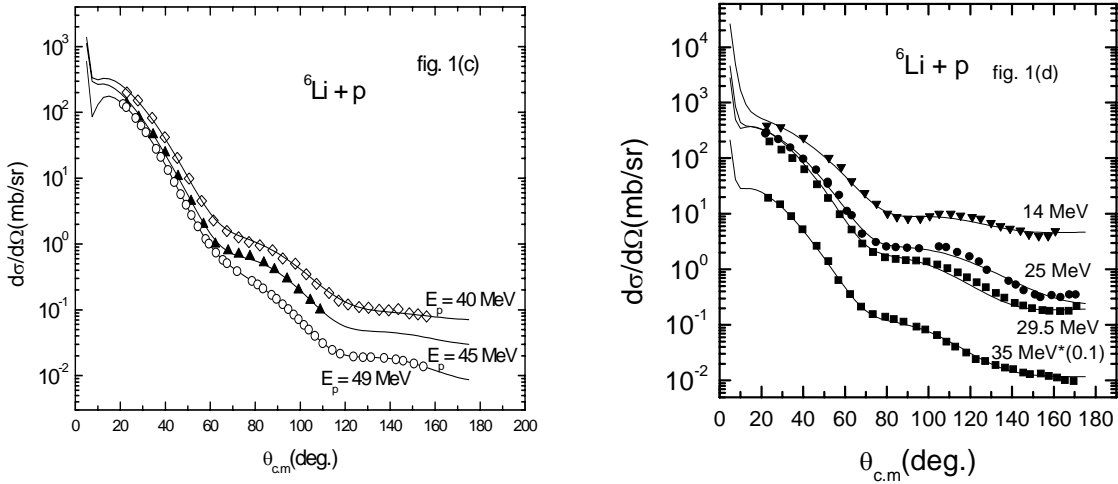 fig. 1(c)
⁶Li + p
10³
10²
10¹
10⁰
10⁻¹
10⁻²
dσ/dΩ(mb/sr)
E_p = 40 MeV
E_p = 45 MeV
E_p = 49 MeV
0 20 40 60 80 100 120 140 160 180 200
θ_c.m(deg.)
⁶Li + p fig. 1(d)
10⁴
10³
10²
10¹
10⁰
10⁻¹
10⁻²
dσ/dΩ(mb/sr)
14 MeV
25 MeV
29.5 MeV
35 MeV*(0.1)
0 20 40 60 80 100 120 140 160 180
θ_c.m(deg.)